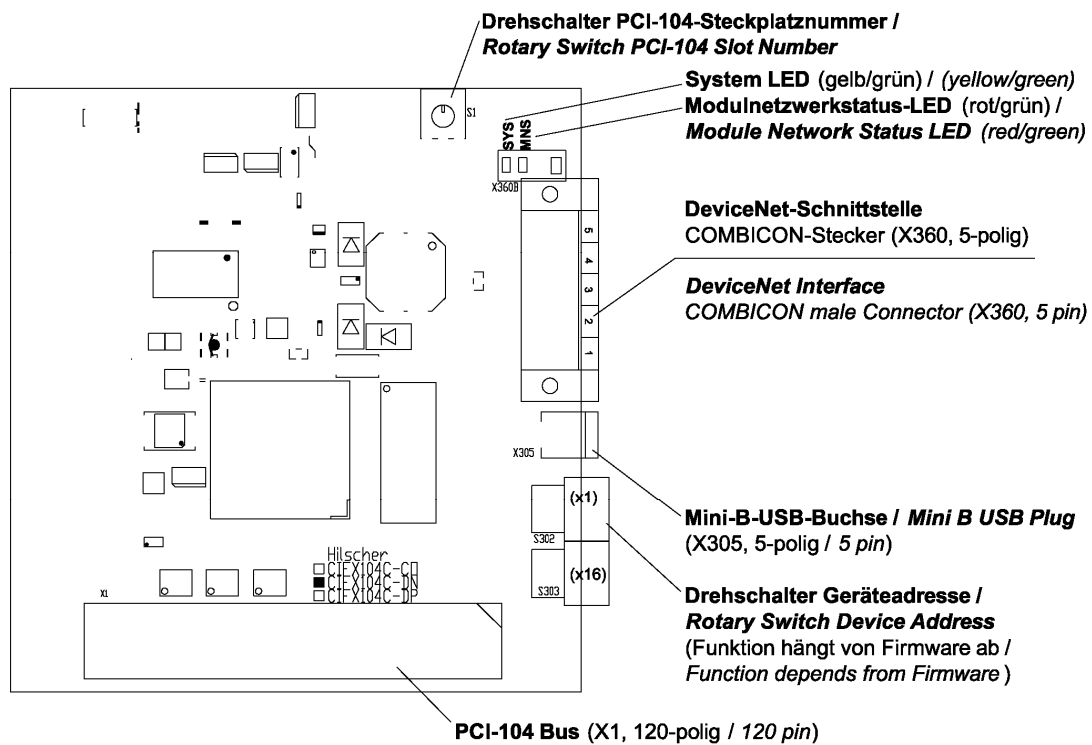 Drehschalter PCI-104-Steckplatznummer /
Rotary Switch PCI-104 Slot Number
System LED (gelb/grün) / (yellow/green)
Modulnetzwerkstatus-LED (rot/grün) /
Module Network Status LED (red/green)
S1
SYS
MNS
X360B
DeviceNet-Schnittstelle
COMBICON-Stecker (X360, 5-polig)
DeviceNet Interface
COMBICON male Connector (X360, 5 pin)
5
4
3
2
1
X305
Mini-B-USB-Buchse / Mini B USB Plug
(X305, 5-polig / 5 pin)
(x1)
S302
(x16)
S303
Drehschalter Geräteadresse /
Rotary Switch Device Address
(Funktion hängt von Firmware ab /
Function depends from Firmware)
Hilscher
CIFX104C-CO
CIFX104C-DN
CIFX104C-DP
X1
PCI-104 Bus (X1, 120-polig / 120 pin)